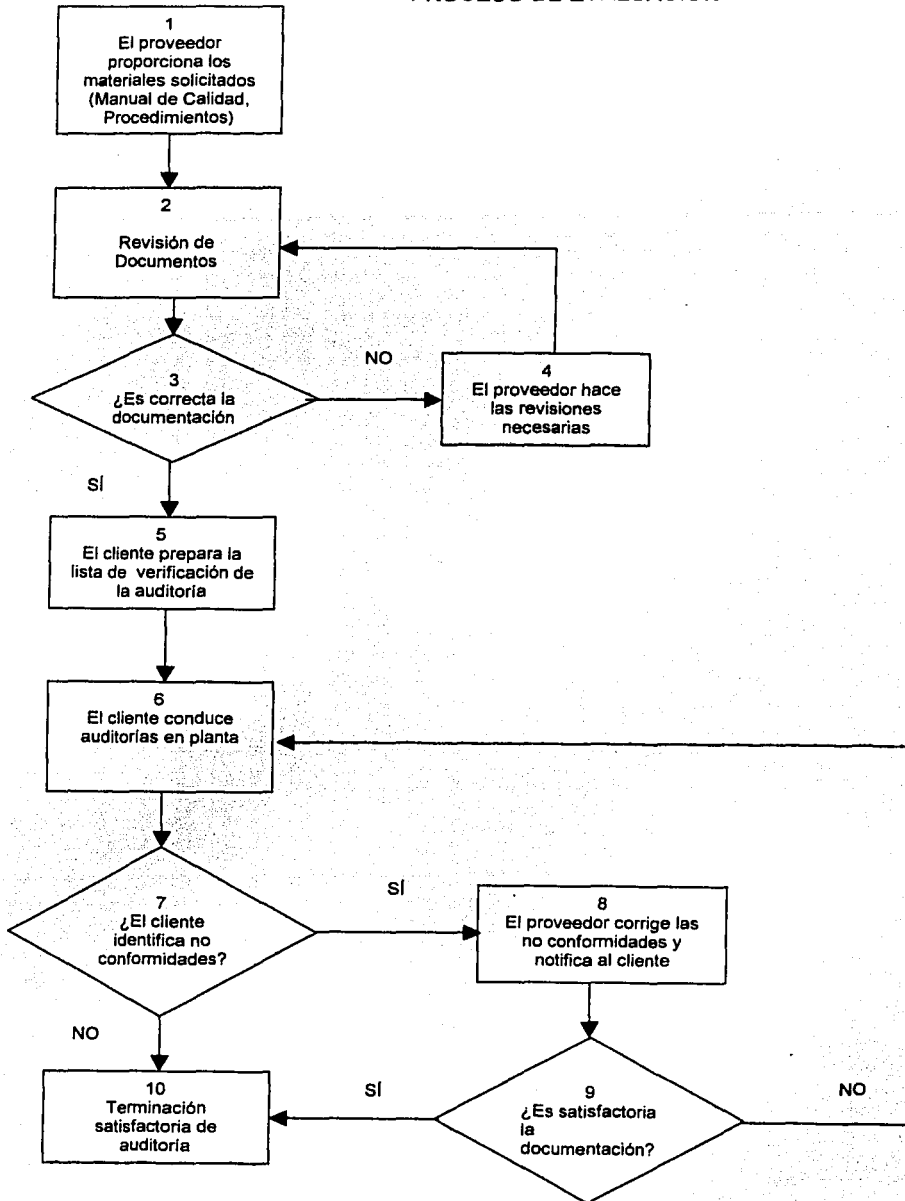 1
El proveedor
proporciona los
materiales solicitados
(Manual de Calidad,
Procedimientos)
2
Revisión de
Documentos
3
¿Es correcta la
documentación
NO
4
El proveedor hace
las revisiones
necesarias
SÍ
5
El cliente prepara la
lista de verificación de
la auditoría
6
El cliente conduce
auditorías en planta
7
¿El cliente
identifica no
conformidades?
SÍ
8
El proveedor corrige las
no conformidades y
notifica al cliente
NO
9
¿Es satisfactoria
la
documentación?
SÍ
NO
10
Terminación
satisfactoria de
auditoría